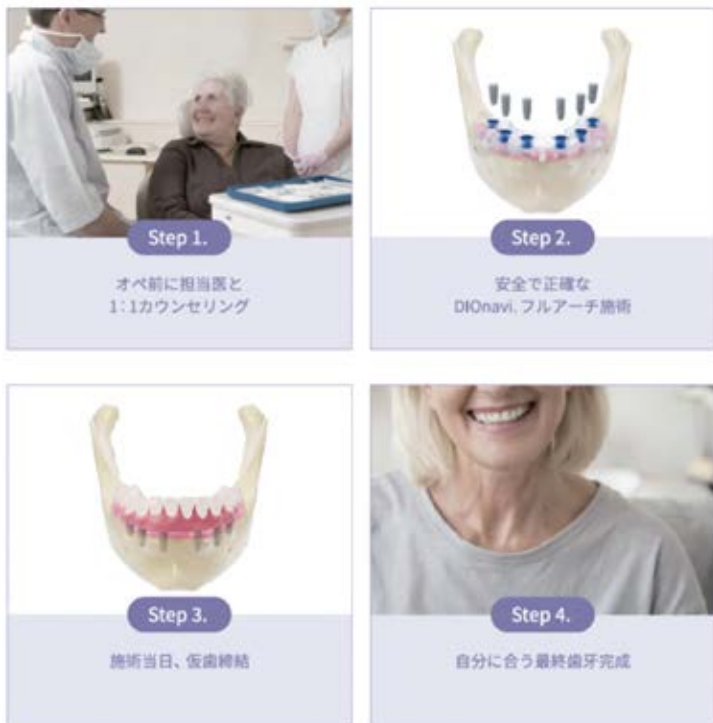 Step 1.
オペ前に担当医と
1:1カウンセリング
Step 2.
安全で正確な
DIOnavi.フルアーチ施術
Step 3.
施術当日、仮歯締結
Step 4.
自分に合う最終歯牙完成